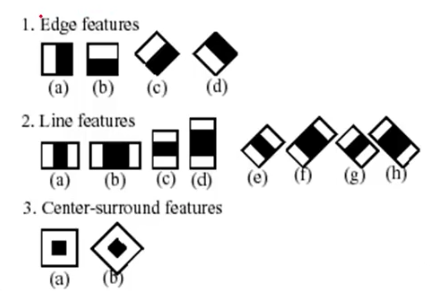 1. Edge features
(a) (b) (c) (d)
2. Line features
(a) (b) (c) (d) (e) (f) (g) (h)
3. Center-surround features
(a) (b)